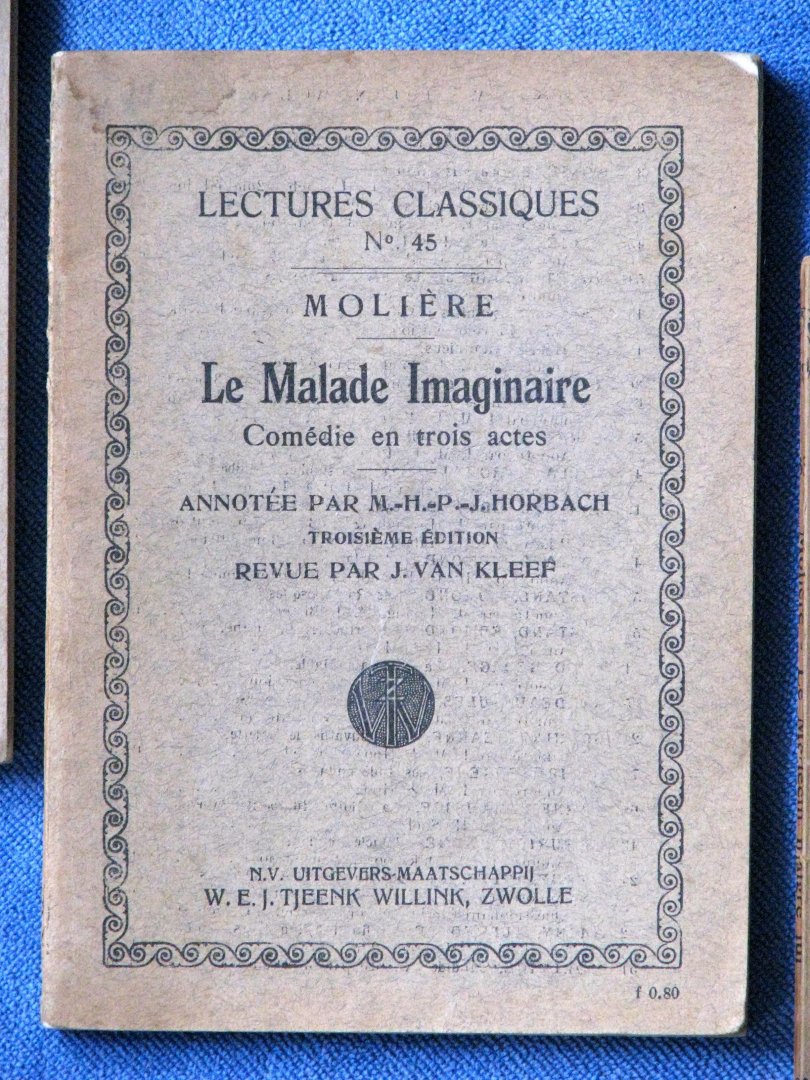 LECTURES CLASSIQUES
No. 45
MOLIÈRE
Le Malade Imaginaire
Comédie en trois actes
ANNOTÉE PAR M.-H.-P.-J. HORBACH
TROISIÈME ÉDITION
REVUE PAR J. VAN KLEEF
N.V. UITGEVERS-MAATSCHAPPIJ
W. E. J. TJEENK WILLINK, ZWOLLE
f 0.80